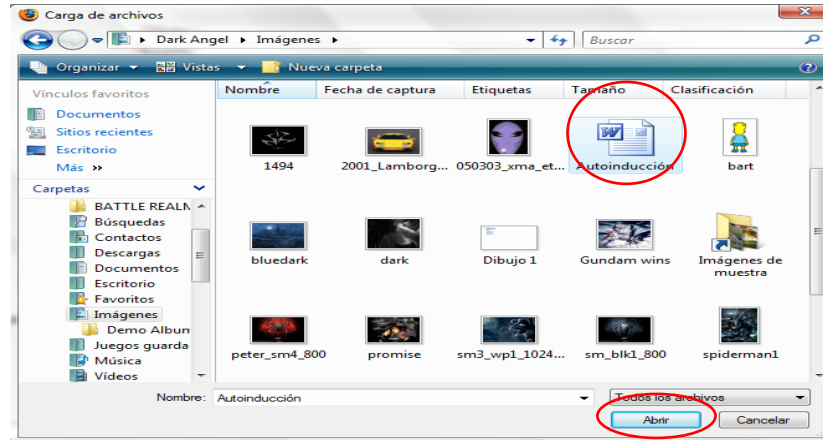 Carga de archivos
Dark Angel ▸ Imágenes ▸
Buscar
Organizar Vistas Nueva carpeta
Vínculos favoritos
Documentos
Sitios recientes
Escritorio
Más »
Carpetas
BATTLE REALM
Búsquedas
Contactos
Descargas
Documentos
Escritorio
Favoritos
Imágenes
Demo Album
Juegos guarda
Música
Vídeos
Nombre Fecha de captura Etiquetas Tamaño Clasificación
1494 2001_Lamborg... 050303_xma_et... Autoinducción bart
bluedark dark Dibujo 1 Gundam wins Imágenes de
muestra
peter_sm4_800 promise sm3_wp1_1024... sm_blk1_800 spiderman1
Nombre: Autoinducción Todos los archivos
Abrir Cancelar